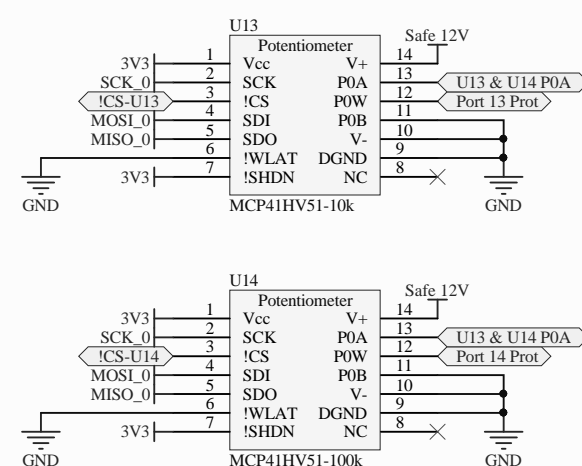 U13
Safe 12V
Potentiometer
3V3 1 Vcc V+ 14
SCK_0 2 SCK P0A 13 U13 & U14 P0A
!CS-U13 3 !CS P0W 12 Port 13 Prot
MOSI_0 4 SDI P0B 11
MISO_0 5 SDO V- 10
6 !WLAT DGND 9
3V3 7 !SHDN NC 8
GND MCP41HV51-10k GND
U14
Safe 12V
Potentiometer
3V3 1 Vcc V+ 14
SCK_0 2 SCK P0A 13 U13 & U14 P0A
!CS-U14 3 !CS P0W 12 Port 14 Prot
MOSI_0 4 SDI P0B 11
MISO_0 5 SDO V- 10
6 !WLAT DGND 9
3V3 7 !SHDN NC 8
GND MCP41HV51-100k GND